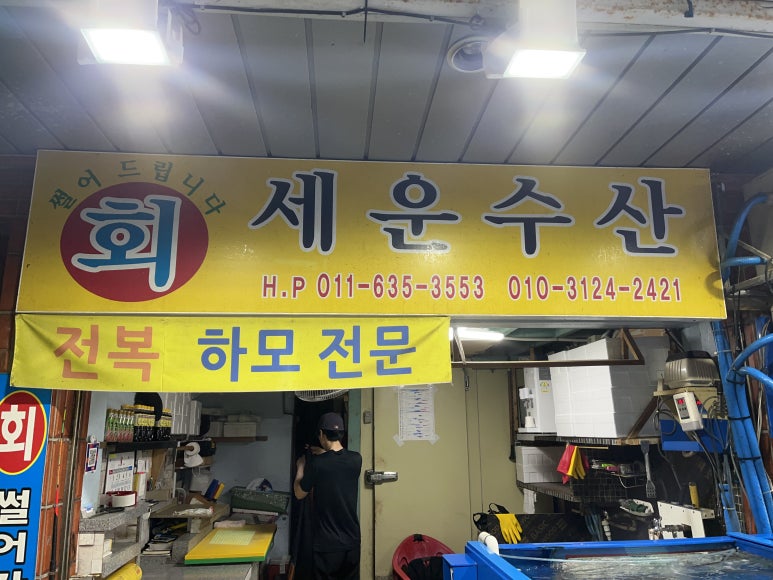 썰어드립니다
회 세운수산
H.P 011-635-3553 010-3124-2421
전복 하모 전문
회
썰
어